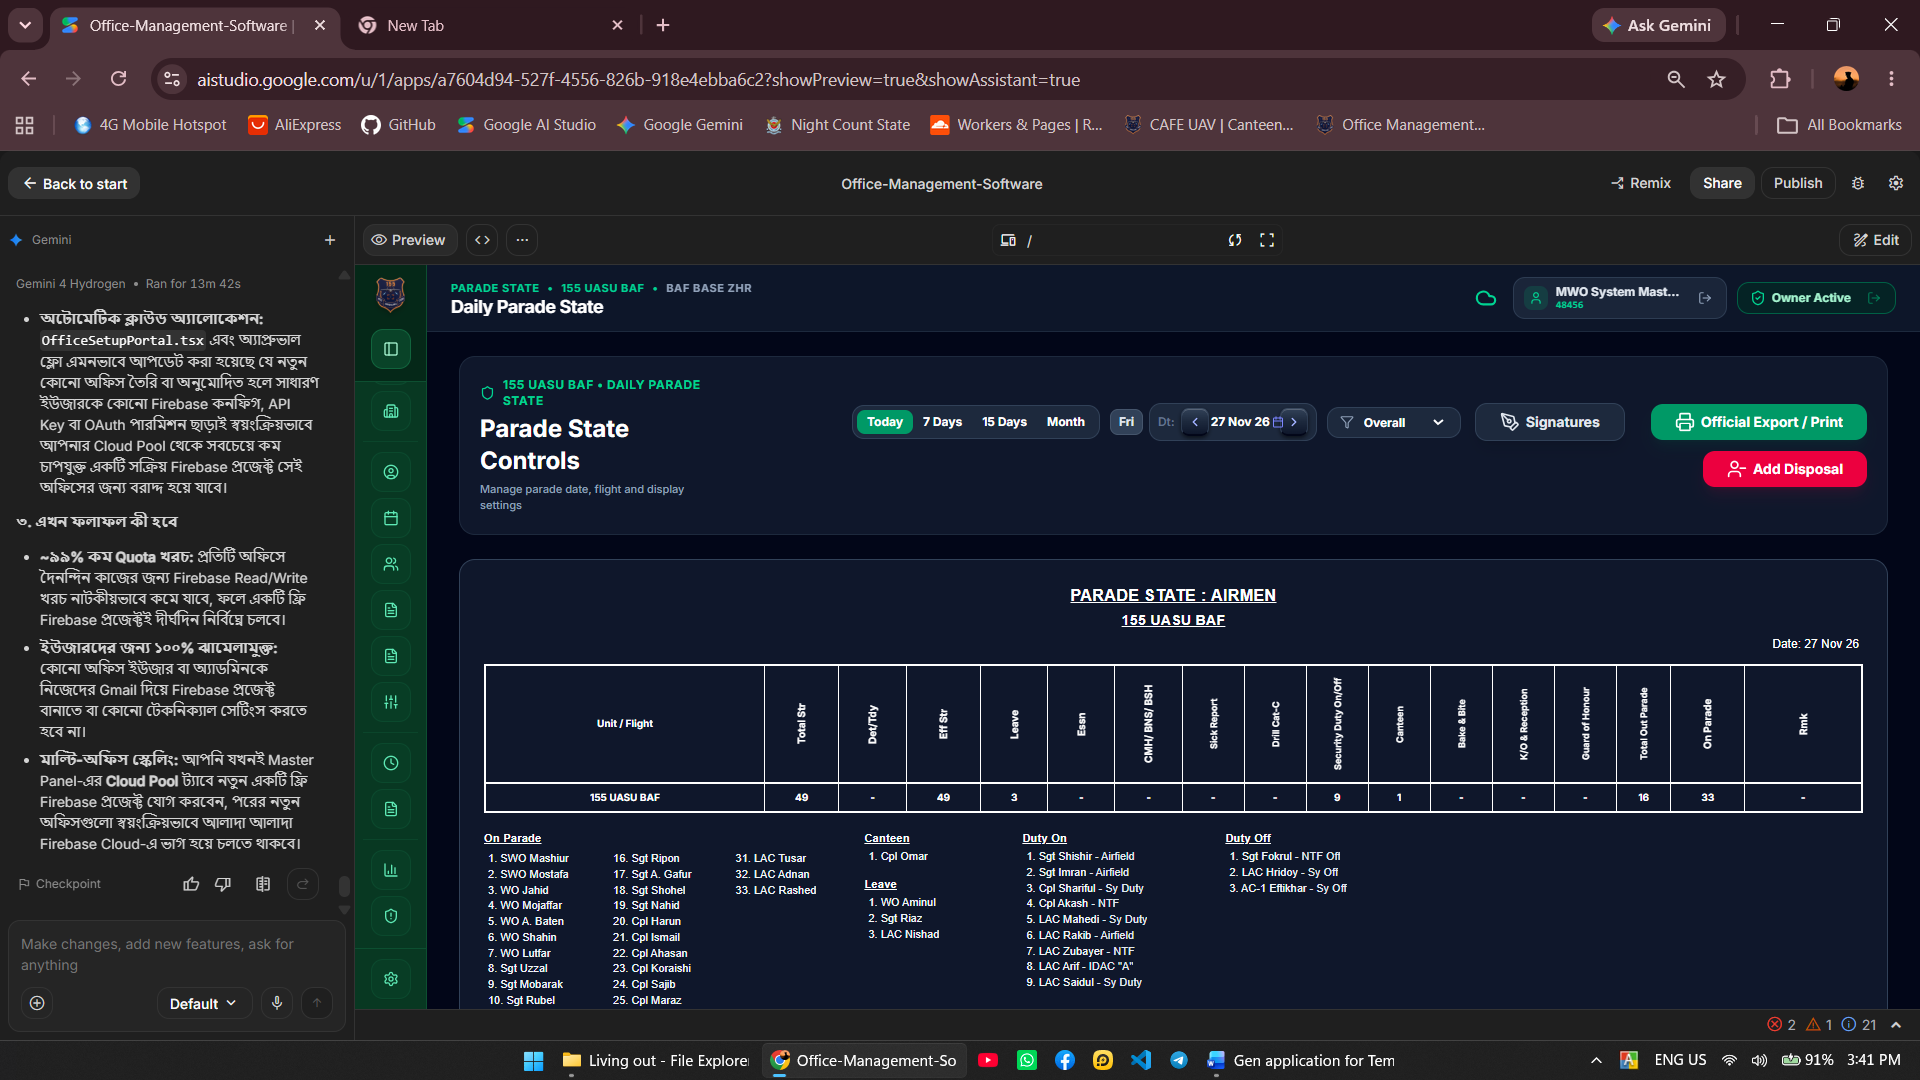 Office-Management-Software |
New Tab
Ask Gemini
aistudio.google.com/u/1/apps/a7604d94-527f-4556-826b-918e4ebba6c2?showPreview=true&showAssistant=true
4G Mobile Hotspot
AliExpress
GitHub
Google AI Studio
Google Gemini
Night Count State
Workers & Pages | R...
CAFE UAV | Canteen...
Office Management...
All Bookmarks
Back to start
Office-Management-Software
Remix
Share
Publish
Gemini
Preview
/
Edit
Gemini 4 Hydrogen • Ran for 13m 42s
• অটোমেটিক ক্লাউড অ্যালোকেশন:
OfficeSetupPortal.tsx এবং অ্যাপ্রুভাল
ফ্লো এমনভাবে আপডেট করা হয়েছে যে নতুন
কোনো অফিস তৈরি বা অনুমোদিত হলে সাধারণ
ইউজারকে কোনো Firebase কনফিগ, API
Key বা OAuth পারমিশন ছাড়াই স্বয়ংক্রিয়ভাবে
আপনার Cloud Pool থেকে সবচেয়ে কম
চাপযুক্ত একটি সক্রিয় Firebase প্রজেক্ট সেই
অফিসের জন্য বরাদ্দ হয়ে যাবে।
৩. এখন ফলাফল কী হবে
• ~৯৯% কম Quota খরচ: প্রতিটি অফিসে
দৈনন্দিন কাজের জন্য Firebase Read/Write
খরচ নাটকীয়ভাবে কমে যাবে, ফলে একটি ফ্রি
Firebase প্রজেক্টই দীর্ঘদিন নির্বিঘ্নে চলবে।
• ইউজারদের জন্য ১০০% ঝামেলামুক্ত:
কোনো অফিস ইউজার বা অ্যাডমিনকে
নিজেদের Gmail দিয়ে Firebase প্রজেক্ট
বানাতে বা কোনো টেকনিক্যাল সেটিংস করতে
হবে না।
• মাল্টি-অফিস স্কেলিং: আপনি যখনই Master
Panel-এর Cloud Pool ট্যাবে নতুন একটি ফ্রি
Firebase প্রজেক্ট যোগ করবেন, পরের নতুন
অফিসগুলো স্বয়ংক্রিয়ভাবে আলাদা আলাদা
Firebase Cloud-এ ভাগ হয়ে চলতে থাকবে।
Checkpoint
Make changes, add new features, ask for
anything
Default
PARADE STATE • 155 UASU BAF • BAF BASE ZHR
Daily Parade State
MWO System Mast...
48456
Owner Active
155 UASU BAF • DAILY PARADE
STATE
Parade State
Controls
Manage parade date, flight and display
settings
Today
7 Days
15 Days
Month
Fri
Dt:
27 Nov 26
Overall
Signatures
Official Export / Print
Add Disposal
PARADE STATE : AIRMEN
155 UASU BAF
Date: 27 Nov 26
Unit / Flight
Total Str
Det/Tdy
Eff Str
Leave
Essn
CMH/ BNS/ BSH
Sick Report
Drill Cat-C
Security Duty On/Off
Canteen
Bake & Bite
K/O & Reception
Guard of Honour
Total Out Parade
On Parade
Rmk
155 UASU BAF 49 - 49 3 - - - - 9 1 - - - 16 33 -
On Parade
1. SWO Mashiur
2. SWO Mostafa
3. WO Jahid
4. WO Mojaffar
5. WO A. Baten
6. WO Shahin
7. WO Lutfar
8. Sgt Uzzal
9. Sgt Mobarak
10. Sgt Rubel
16. Sgt Ripon
17. Sgt A. Gafur
18. Sgt Shohel
19. Sgt Nahid
20. Cpl Harun
21. Cpl Ismail
22. Cpl Ahasan
23. Cpl Koraishi
24. Cpl Sajib
25. Cpl Maraz
31. LAC Tusar
32. LAC Adnan
33. LAC Rashed
Canteen
1. Cpl Omar
Leave
1. WO Aminul
2. Sgt Riaz
3. LAC Nishad
Duty On
1. Sgt Shishir - Airfield
2. Sgt Imran - Airfield
3. Cpl Shariful - Sy Duty
4. Cpl Akash - NTF
5. LAC Mahedi - Sy Duty
6. LAC Rakib - Airfield
7. LAC Zubayer - NTF
8. LAC Arif - IDAC "A"
9. LAC Saidul - Sy Duty
Duty Off
1. Sgt Fokrul - NTF Off
2. LAC Hridoy - Sy Off
3. AC-1 Eftikhar - Sy Off
2
1
21
Living out - File Explorer
Office-Management-So
Gen application for Tem
ENG US
91%
3:41 PM